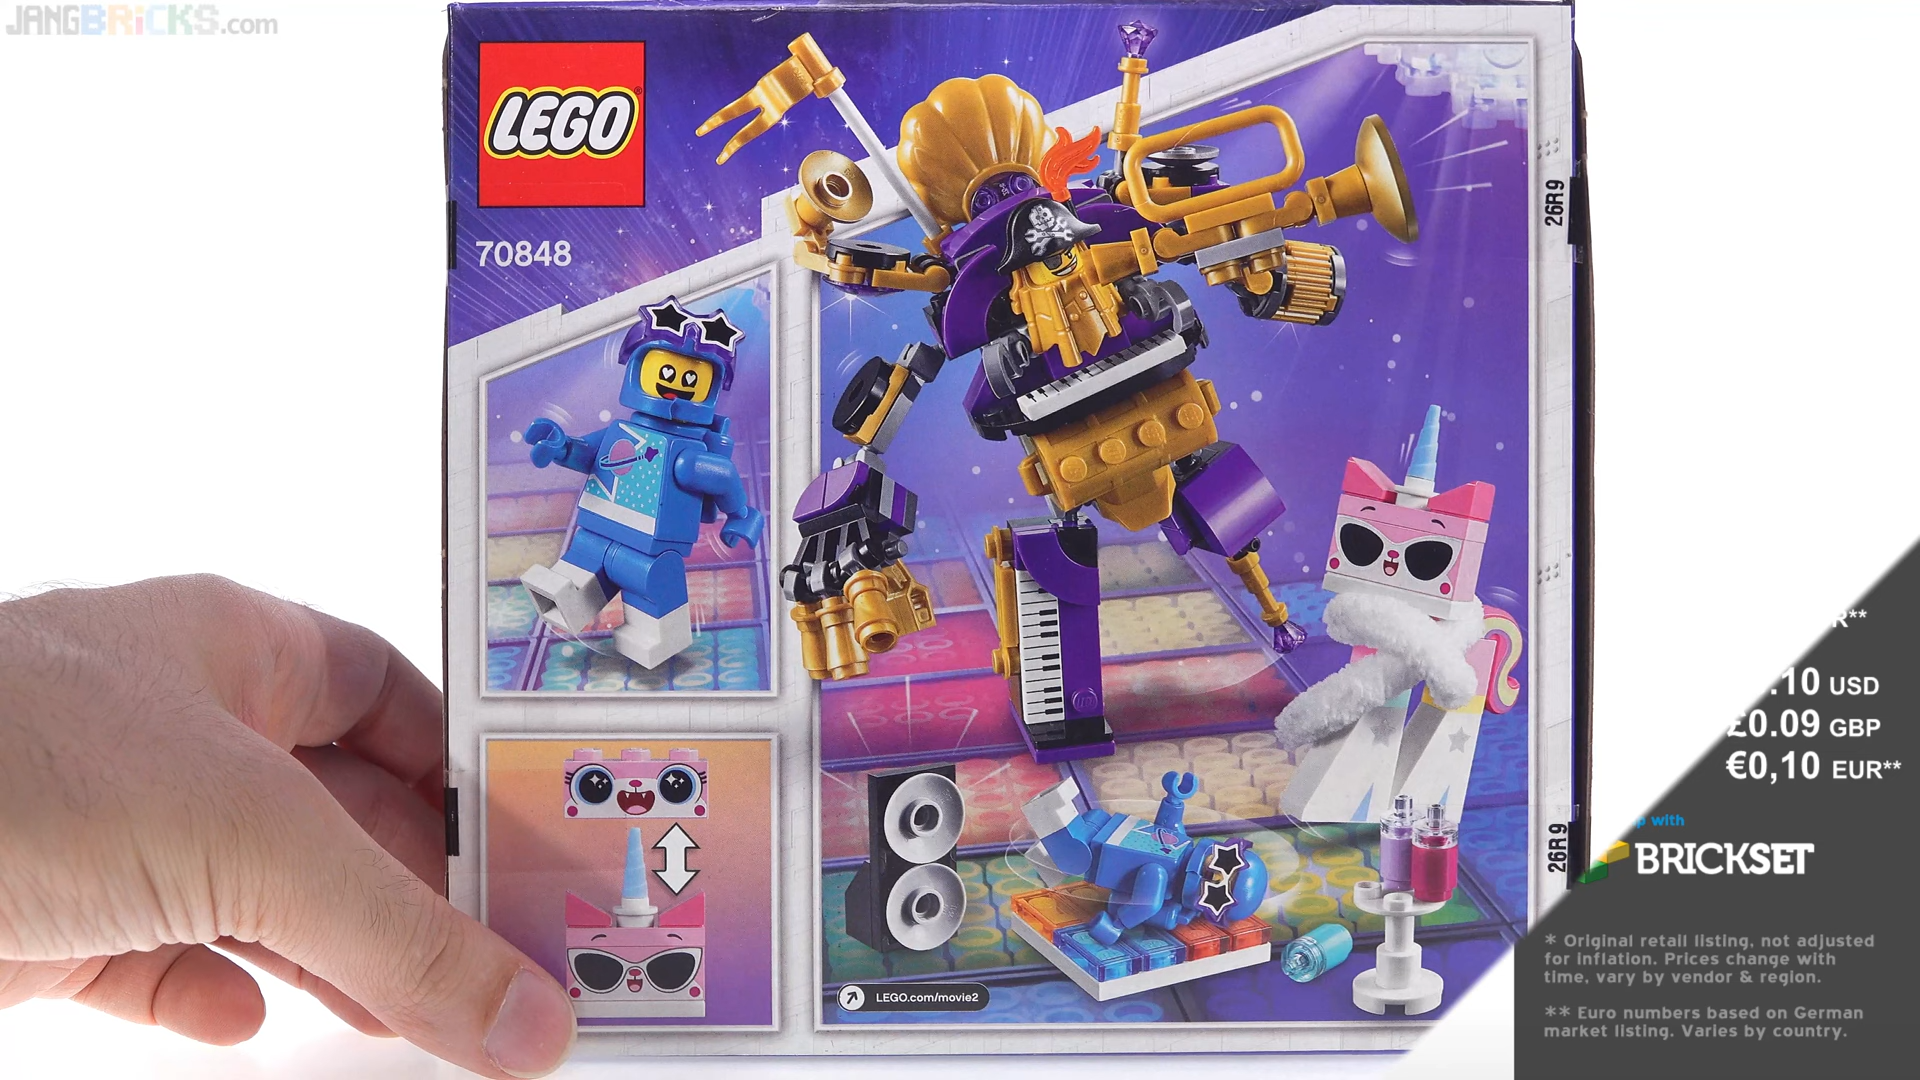 JANGBRiCKS.com
LEGO
70848
26R9
R**
.10 USD
£0.09 GBP
€0,10 EUR**
p with
BRICKSET
26R9
* Original retail listing, not adjusted
for inflation. Prices change with
time, vary by vendor & region.
** Euro numbers based on German
market listing. Varies by country.
LEGO.com/movie2